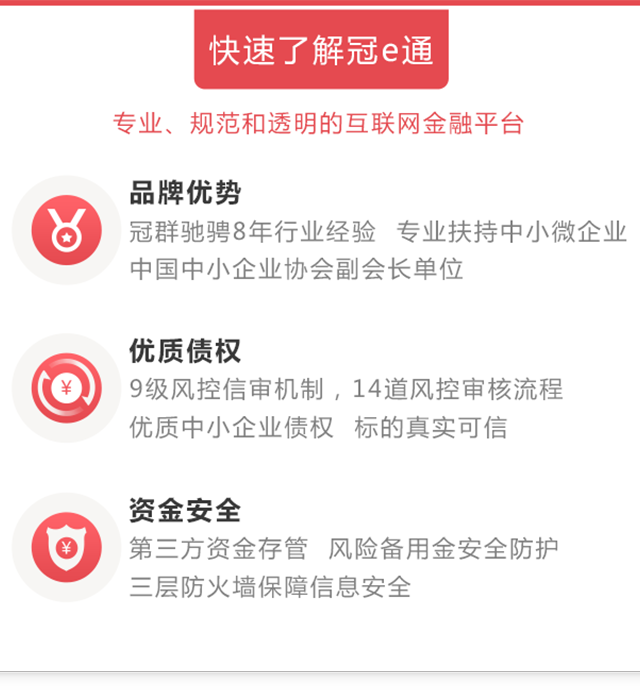 快速了解冠e通
专业、规范和透明的互联网金融平台
品牌优势
冠群驰骋8年行业经验 专业扶持中小微企业
中国中小企业协会副会长单位
优质债权
9级风控信审机制，14道风控审核流程
优质中小企业债权 标的真实可信
资金安全
第三方资金存管 风险备用金安全防护
三层防火墙保障信息安全